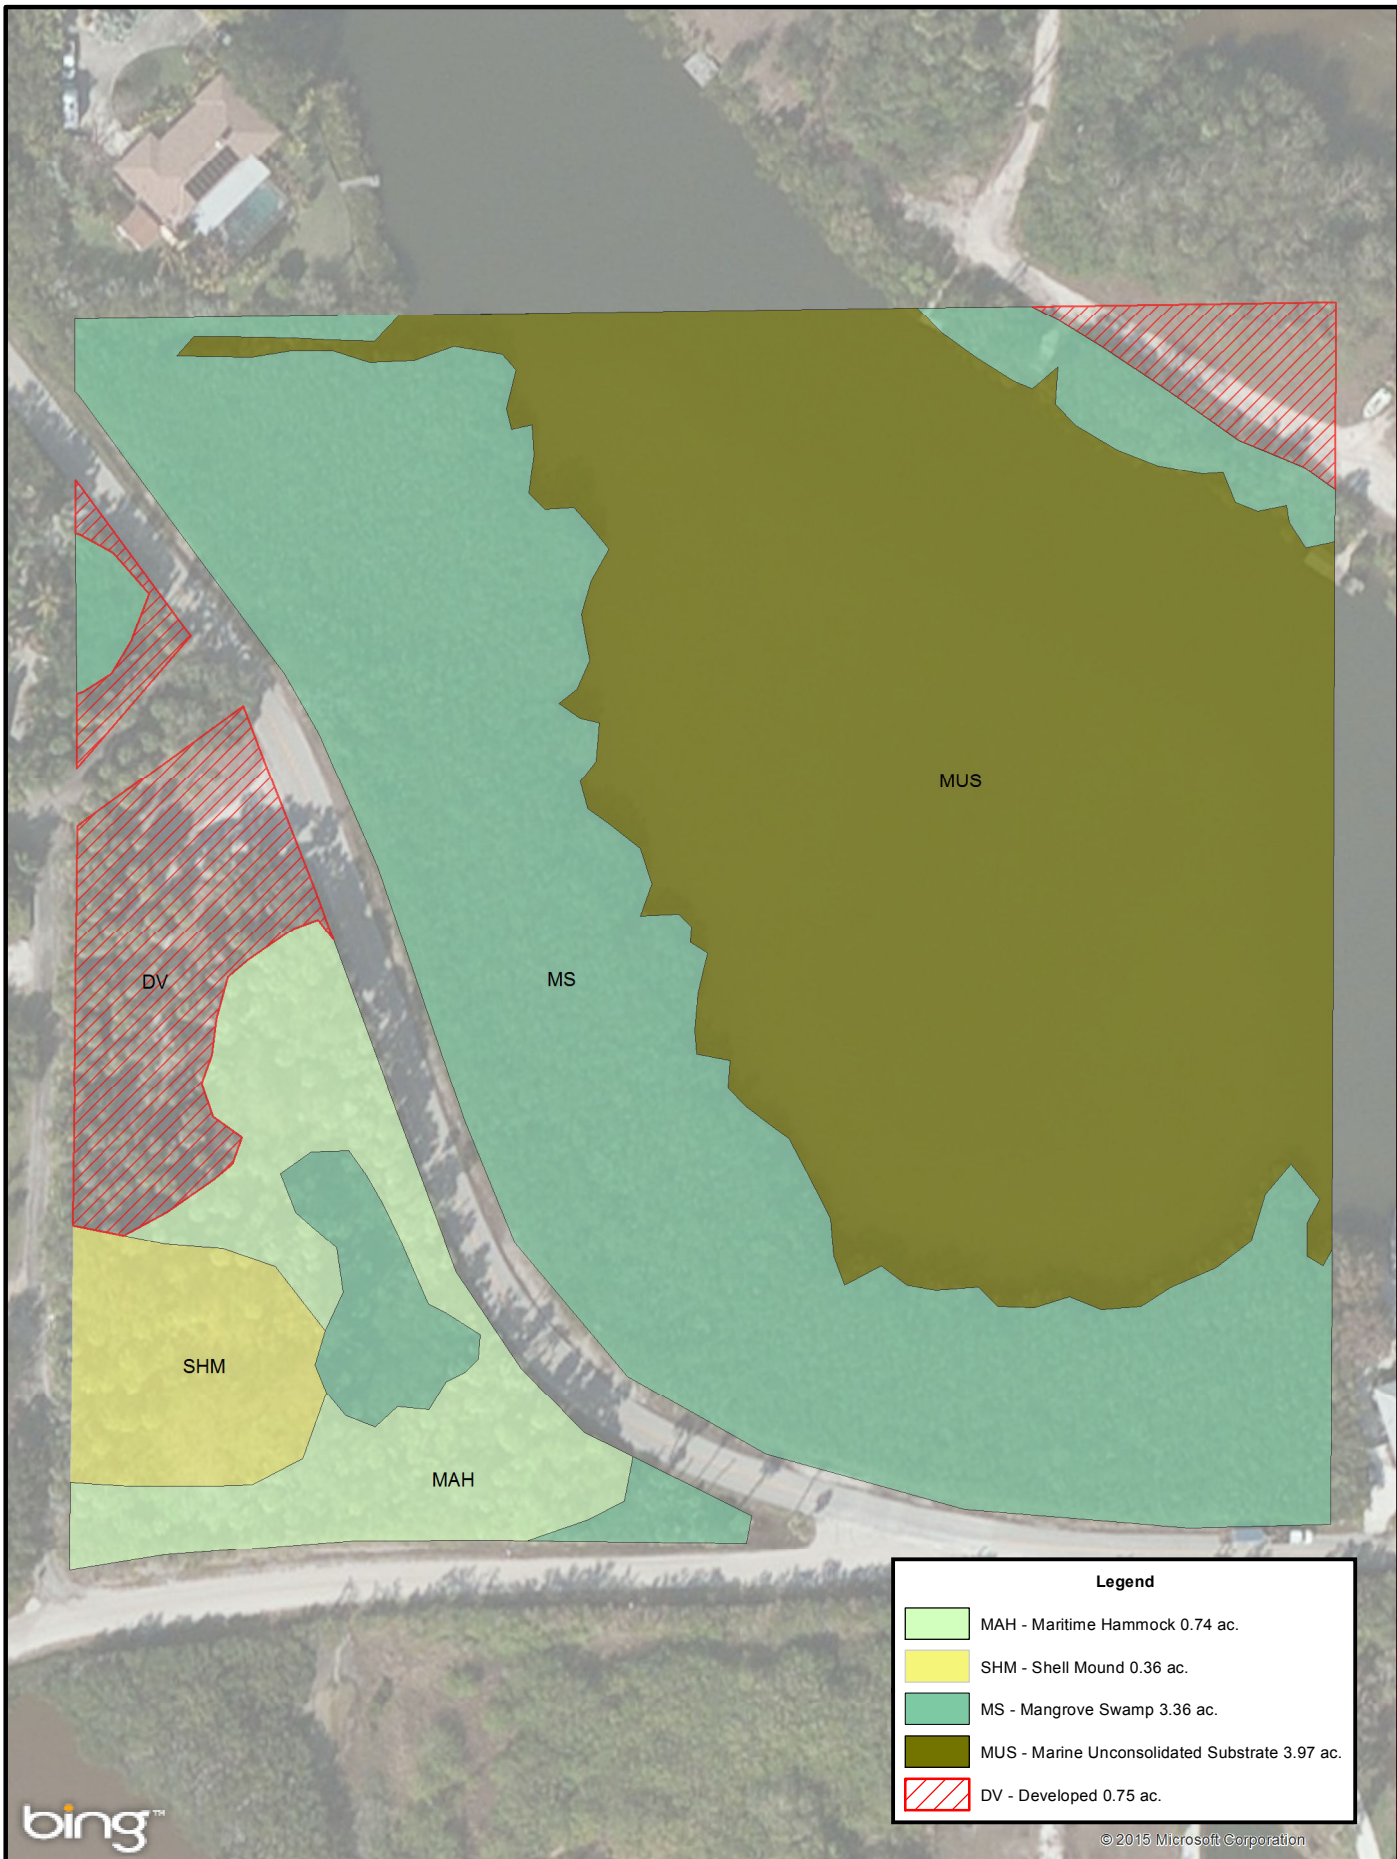 MUS
MS
DV
SHM
MAH
Legend
MAH - Maritime Hammock 0.74 ac.
SHM - Shell Mound 0.36 ac.
MS - Mangrove Swamp 3.36 ac.
MUS - Marine Unconsolidated Substrate 3.97 ac.
DV - Developed 0.75 ac.
bing™
© 2015 Microsoft Corporation